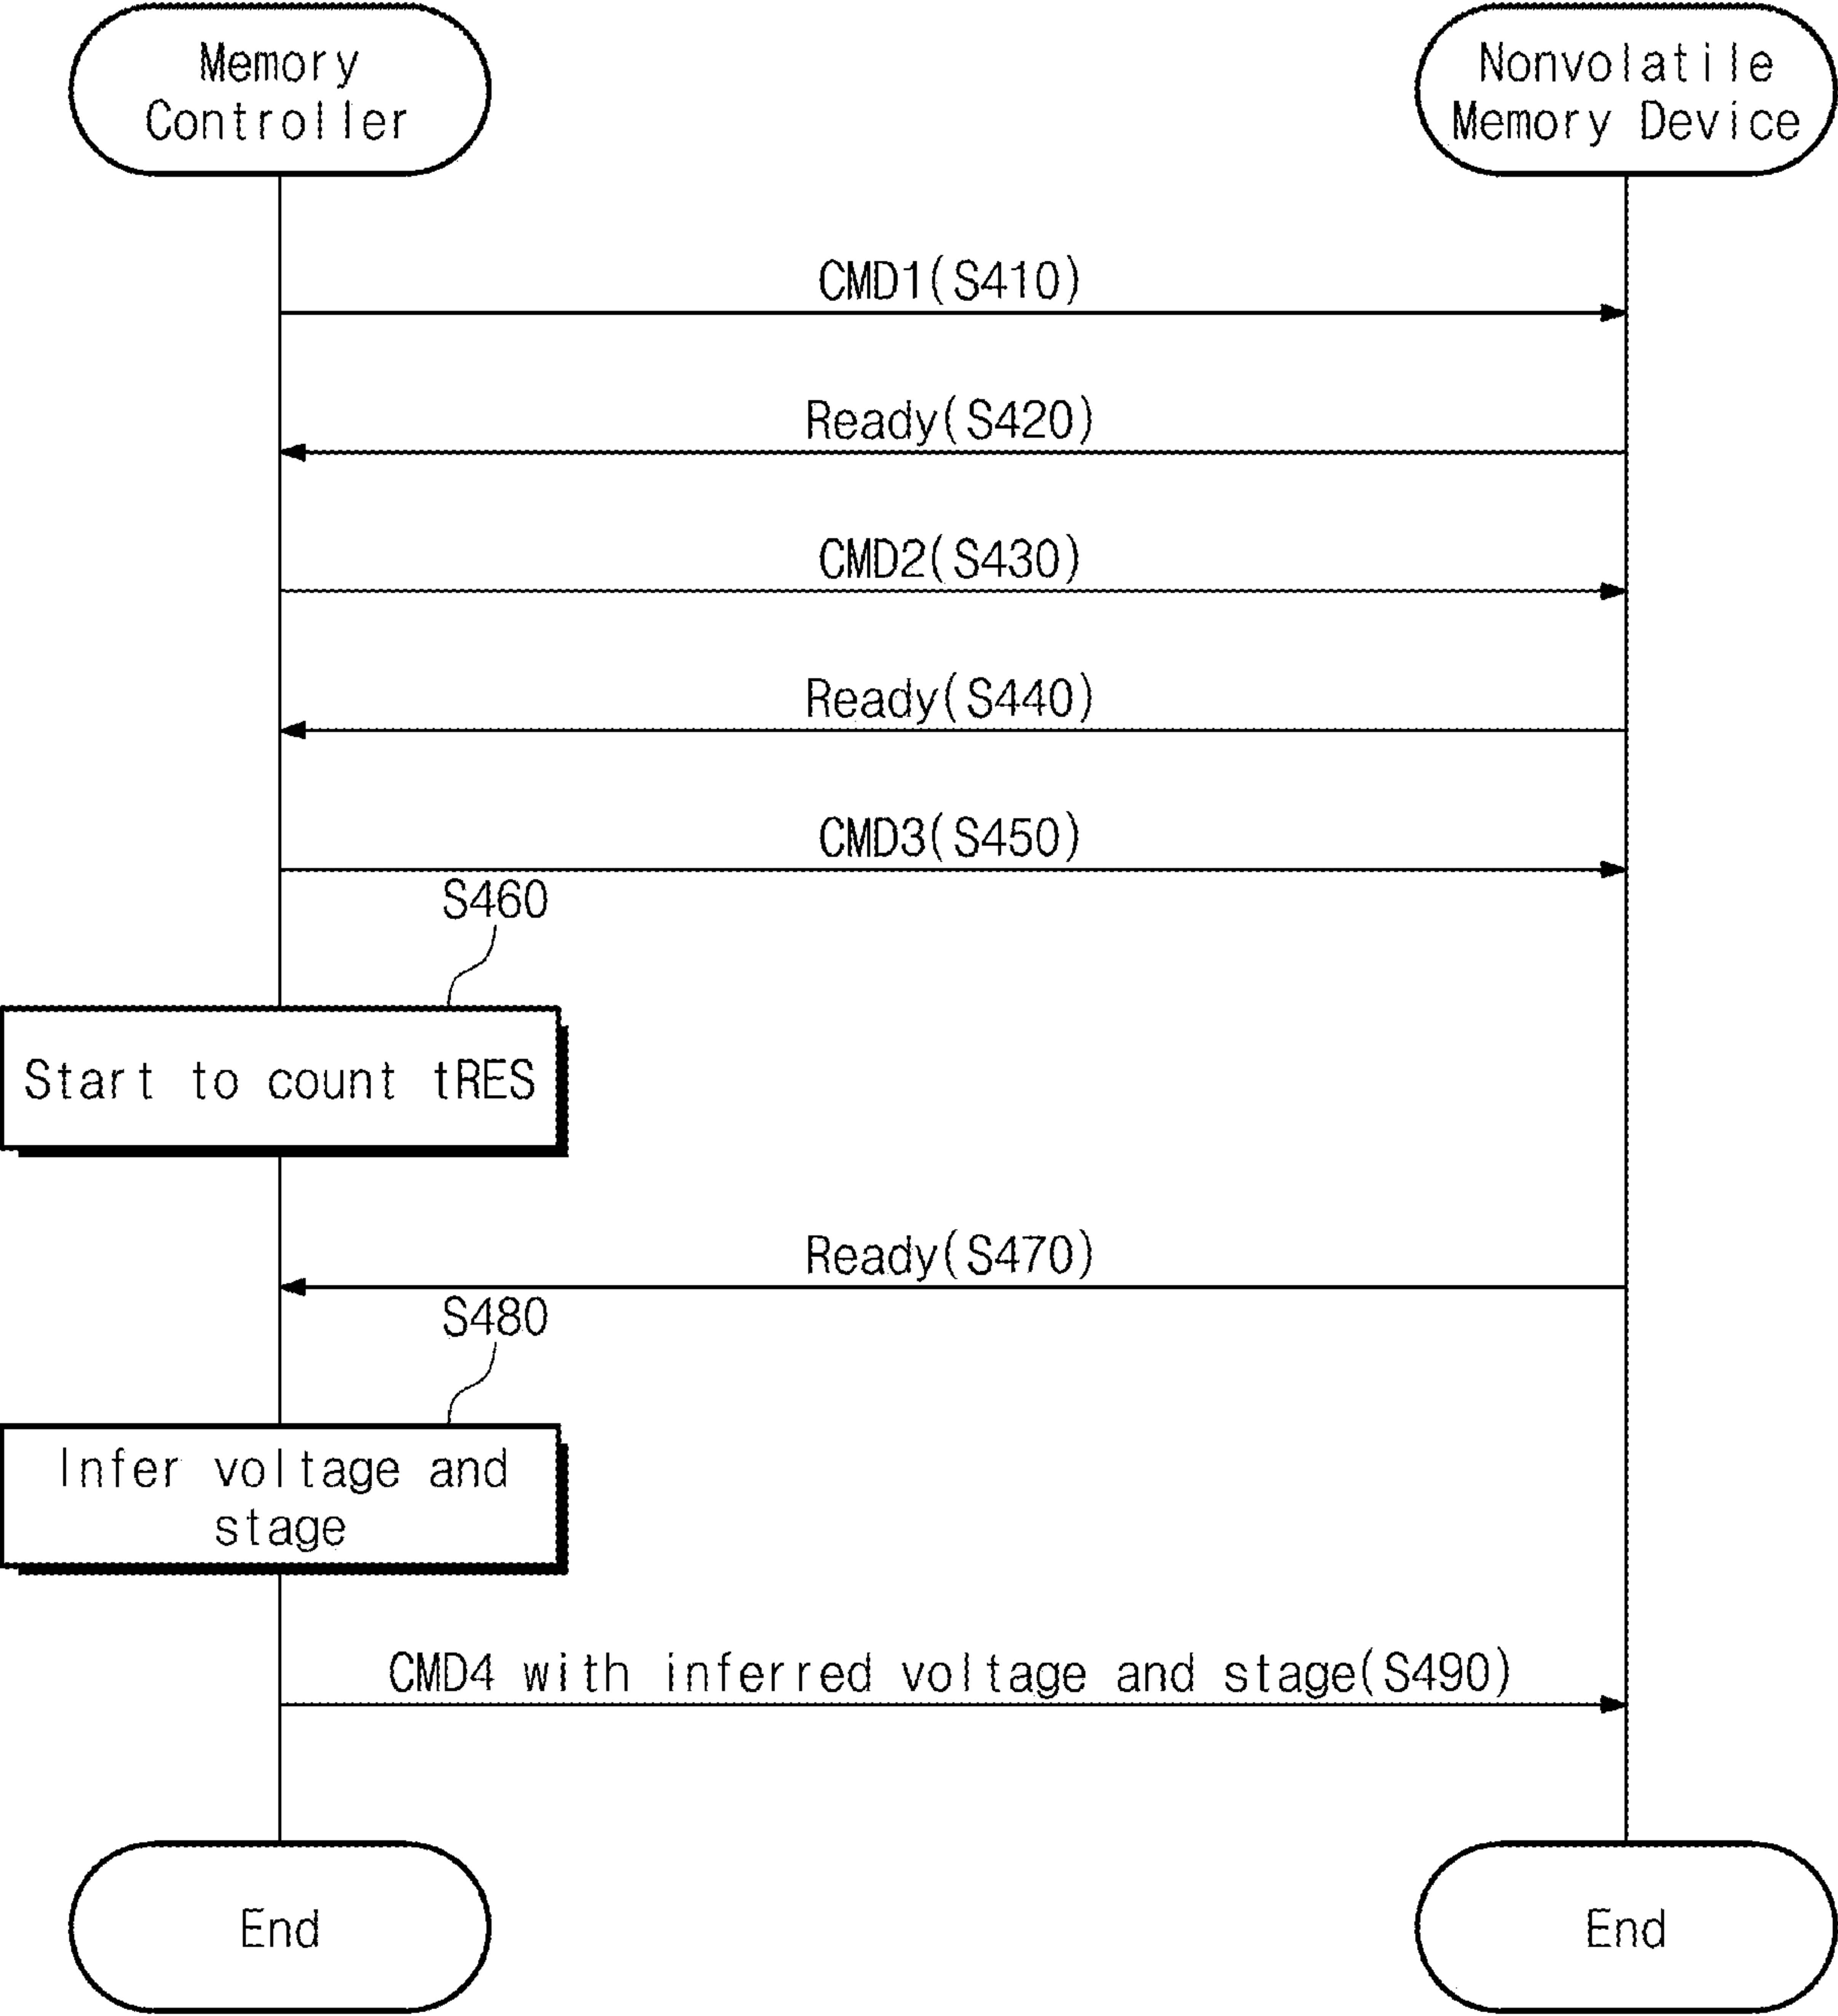 Memory
Controller
Nonvolatile
Memory Device
CMD1(S410)
Ready(S420)
CMD2(S430)
Ready(S440)
CMD3(S450)
S460
Start to count tRES
Ready(S470)
S480
Infer voltage and
stage
CMD4 with inferred voltage and stage(S490)
End
End